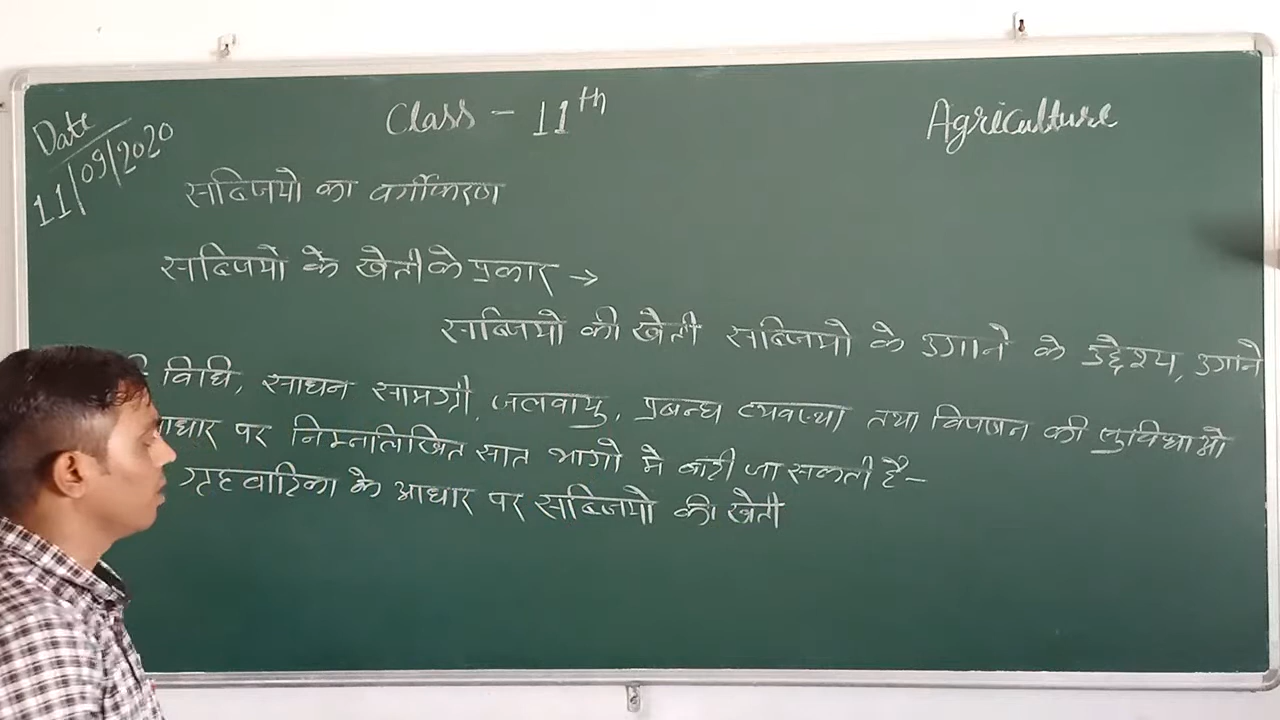 Date
11/09/2020
Class - 11th
Agriculture
सब्जियो का वर्गीकरण
सब्जियों के खेती के प्रकार →
सब्जियो की खेती सब्जियो के उगाने के उद्देश्य, उगाने
विधि, साधन सामग्री, जलवायु, प्रबन्ध व्यवस्था तथा विपणन की सुविधाओ
पर निम्नलिखित सात भागो मे बाटी जा सकती है -
गृहवाटिका के आधार पर सब्जियो की खेती